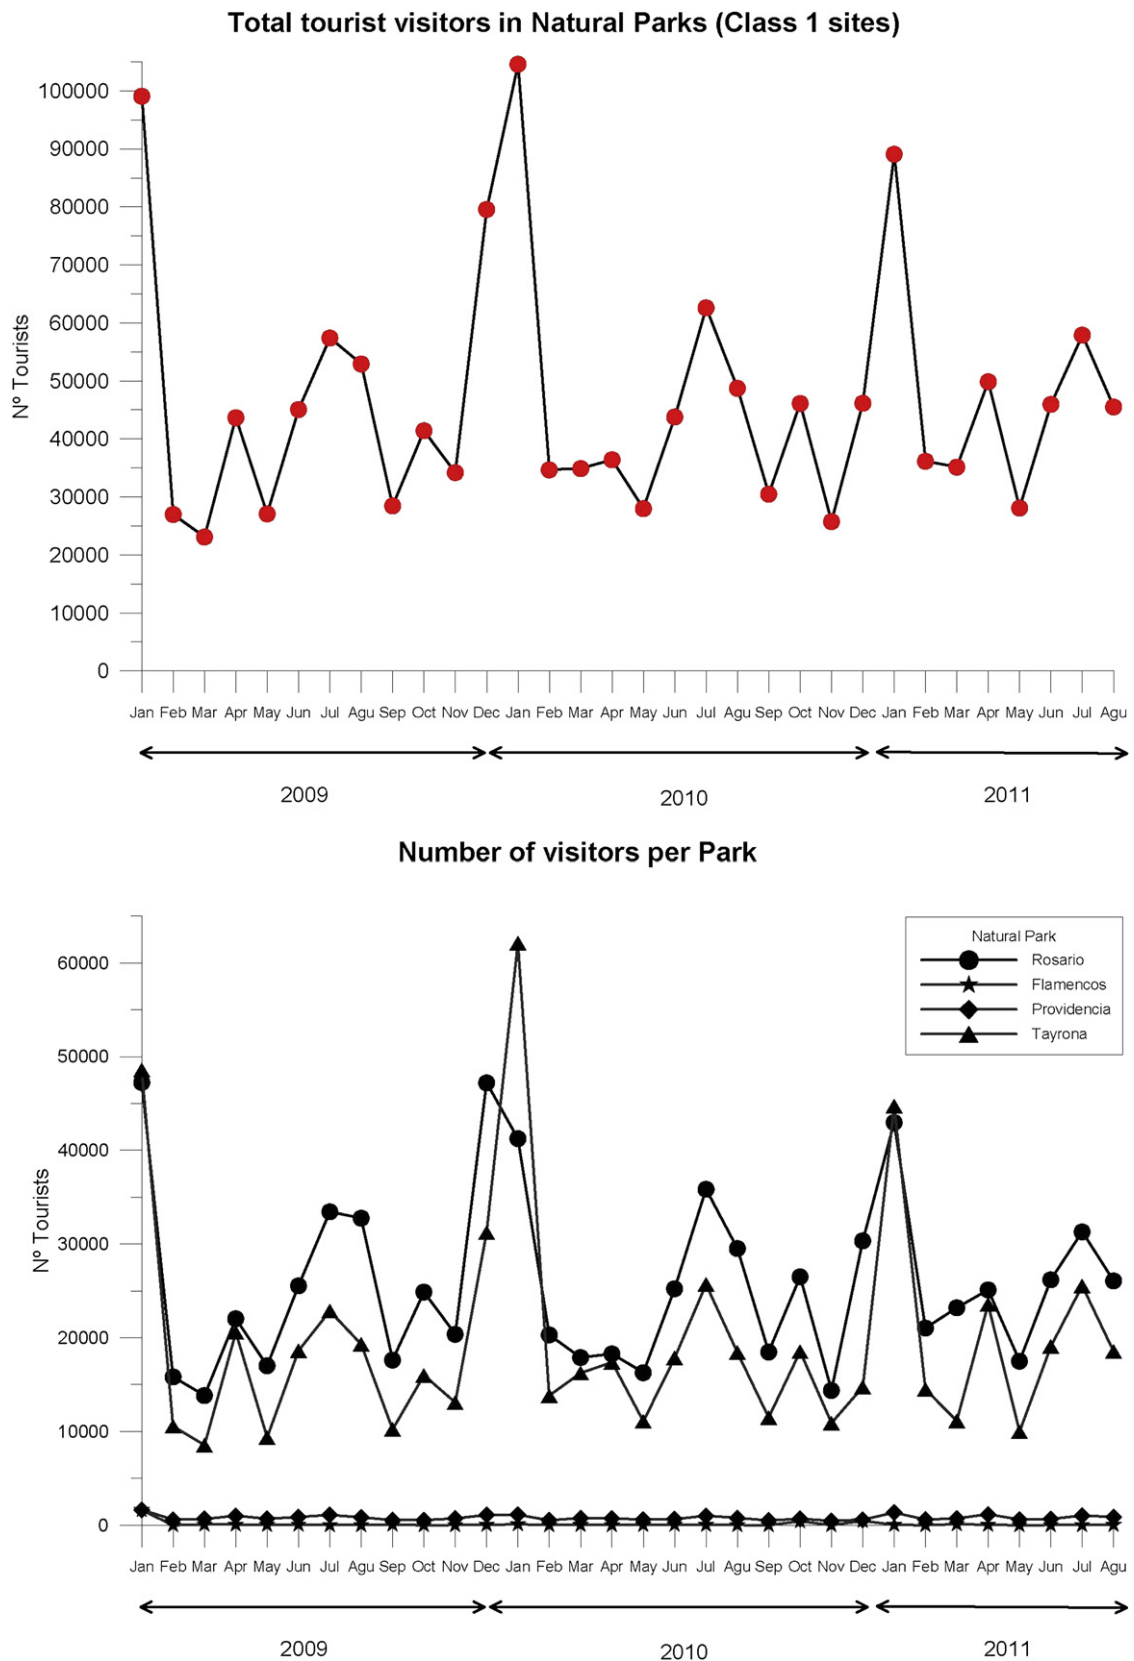 Total tourist visitors in Natural Parks (Class 1 sites)
100000
90000
80000
70000
60000
50000
40000
30000
20000
10000
0
Nº Tourists
Jan Feb Mar Apr May Jun Jul Agu Sep Oct Nov Dec Jan Feb Mar Apr May Jun Jul Agu Sep Oct Nov Dec Jan Feb Mar Apr May Jun Jul Agu
2009 2010 2011
Number of visitors per Park
Natural Park
Rosario
Flamencos
Providencia
Tayrona
60000
50000
40000
30000
20000
10000
0
Nº Tourists
Jan Feb Mar Apr May Jun Jul Agu Sep Oct Nov Dec Jan Feb Mar Apr May Jun Jul Agu Sep Oct Nov Dec Jan Feb Mar Apr May Jun Jul Agu
2009 2010 2011